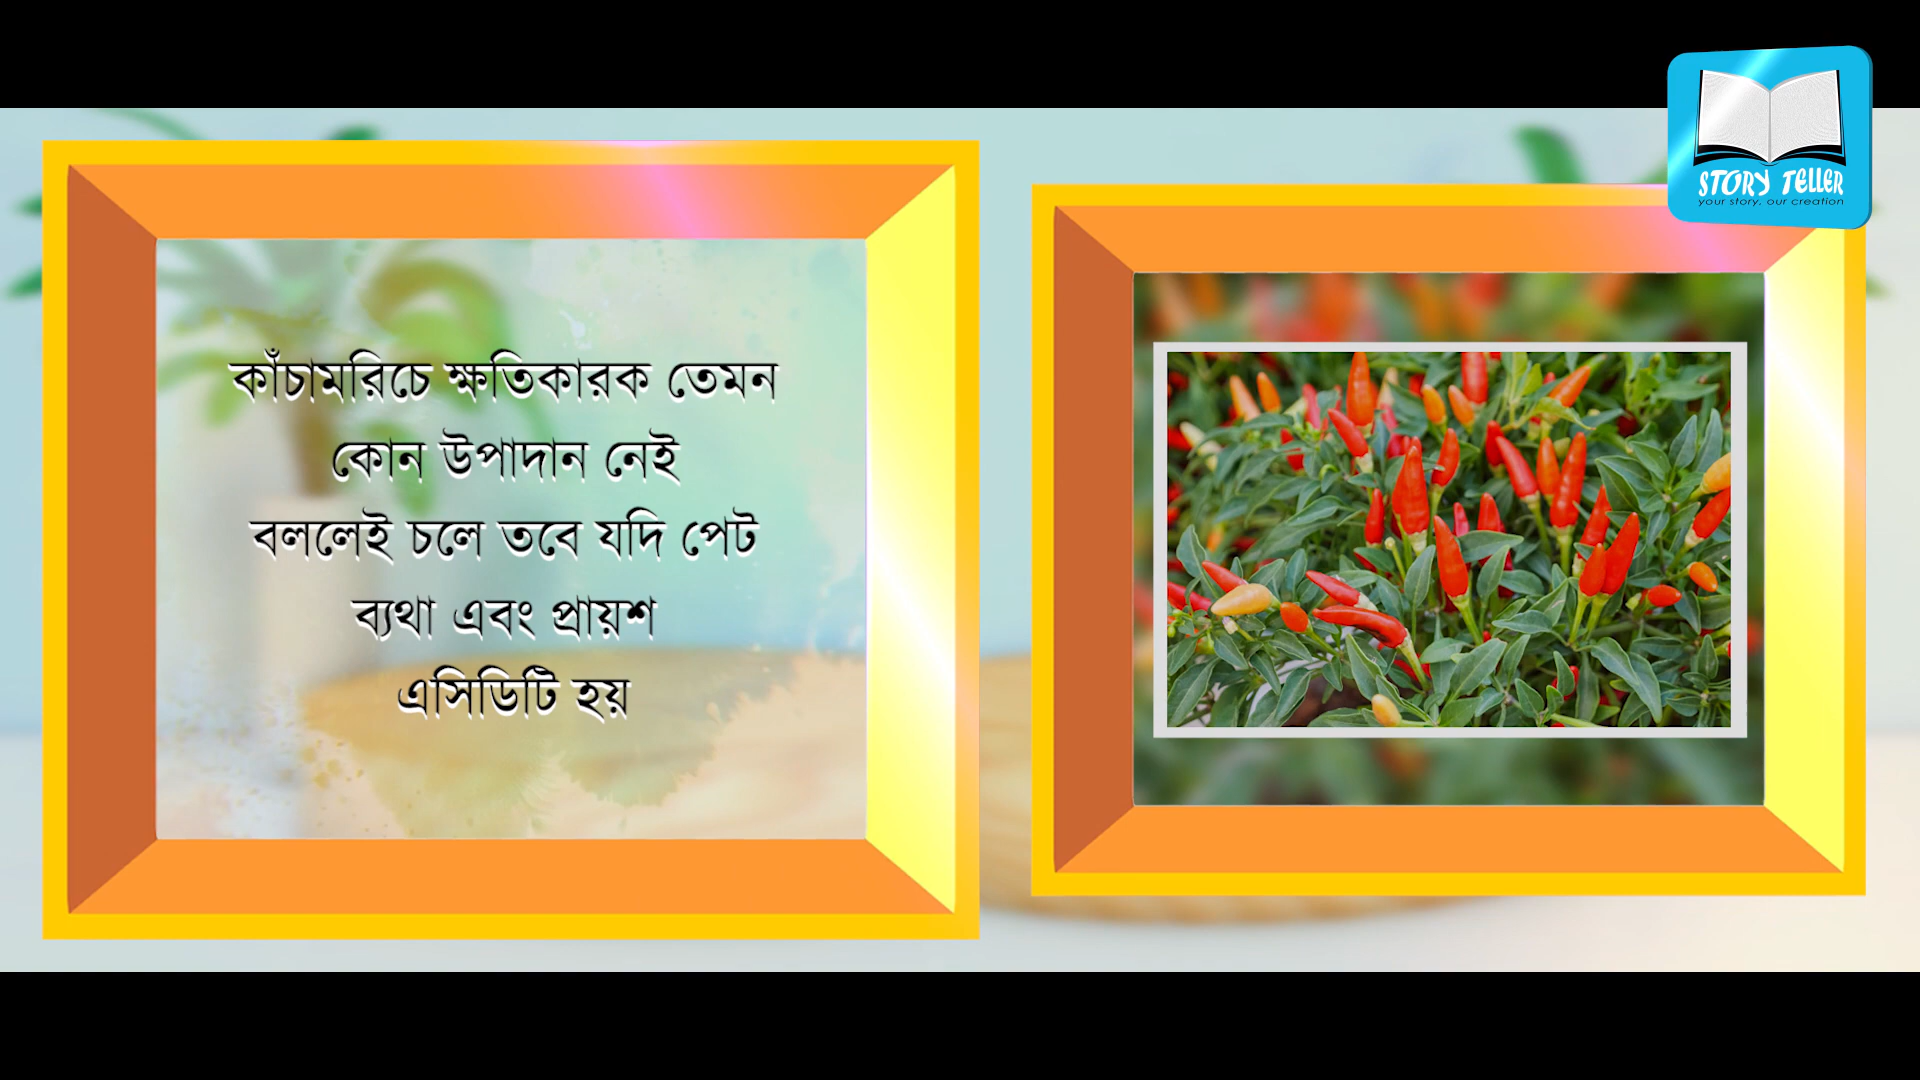 কাঁচামরিচে ক্ষতিকারক তেমন
কোন উপাদান নেই
বললেই চলে তবে যদি পেট
ব্যথা এবং প্রায়শ
এসিডিটি হয়
STORY TELLER
your story, our creation